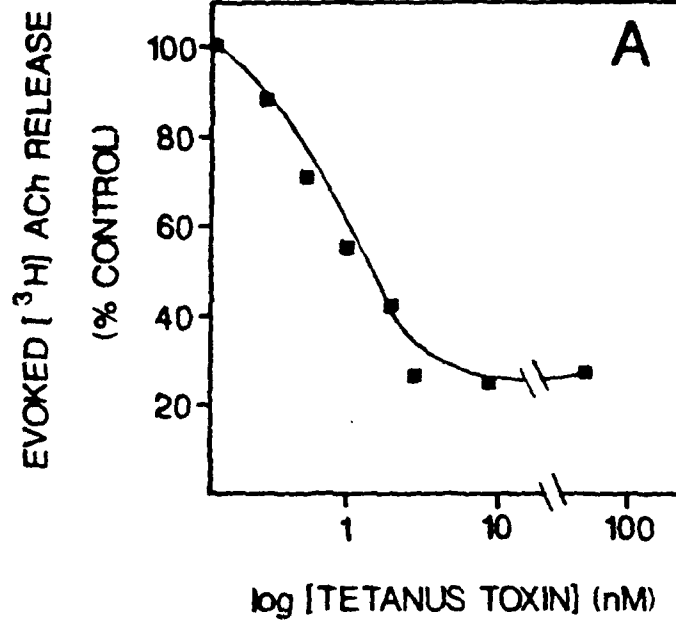 A
EVOKED [³H] ACh RELEASE
(% CONTROL)
100
80
60
40
20
1 10 100
log [TETANUS TOXIN] (nM)